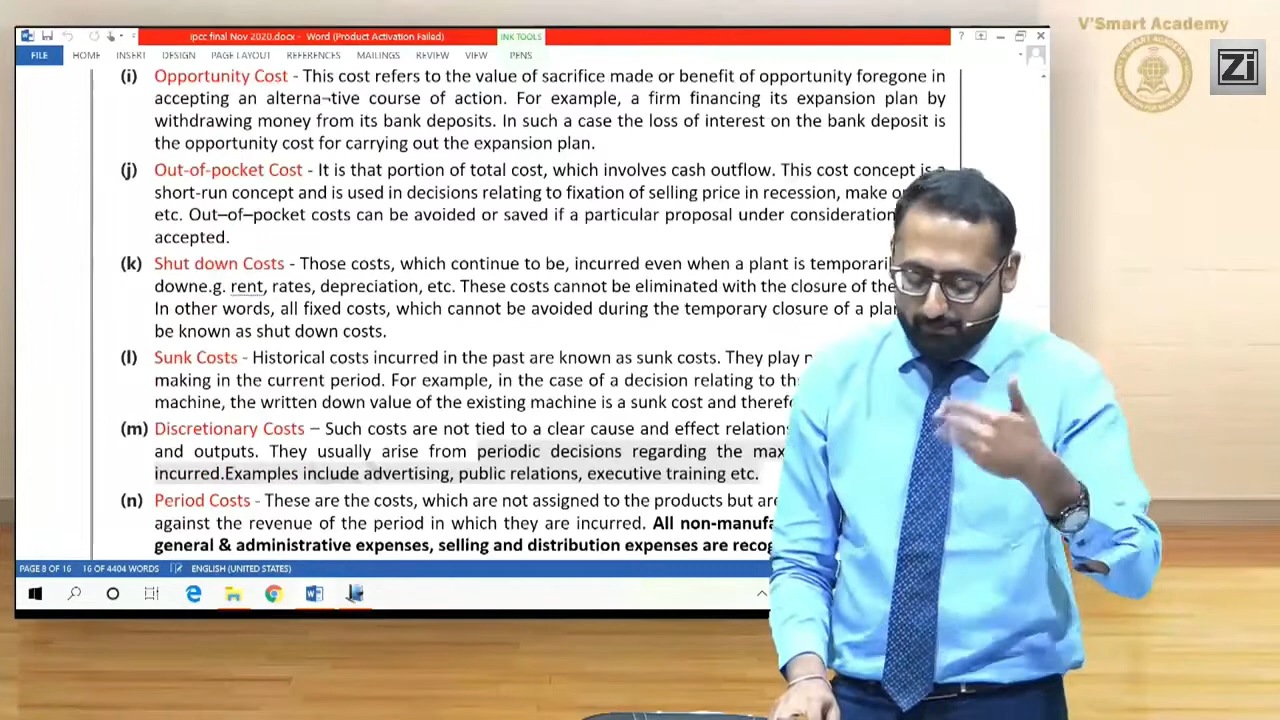 V'Smart Academy
Zi
ipcc final Nov 2020.docx - Word (Product Activation Failed)
INK TOOLS
FILE HOME INSERT DESIGN PAGE LAYOUT REFERENCES MAILINGS REVIEW VIEW PENS
(i) Opportunity Cost - This cost refers to the value of sacrifice made or benefit of opportunity foregone in
accepting an alterna¬tive course of action. For example, a firm financing its expansion plan by
withdrawing money from its bank deposits. In such a case the loss of interest on the bank deposit is
the opportunity cost for carrying out the expansion plan.
(j) Out-of-pocket Cost - It is that portion of total cost, which involves cash outflow. This cost concept is a
short-run concept and is used in decisions relating to fixation of selling price in recession, make o
etc. Out–of–pocket costs can be avoided or saved if a particular proposal under consideration
accepted.
(k) Shut down Costs - Those costs, which continue to be, incurred even when a plant is temporari
downe.g. rent, rates, depreciation, etc. These costs cannot be eliminated with the closure of the
In other words, all fixed costs, which cannot be avoided during the temporary closure of a pla
be known as shut down costs.
(l) Sunk Costs - Historical costs incurred in the past are known as sunk costs. They play
making in the current period. For example, in the case of a decision relating to th
machine, the written down value of the existing machine is a sunk cost and theref
(m) Discretionary Costs – Such costs are not tied to a clear cause and effect relations
and outputs. They usually arise from periodic decisions regarding the max
incurred.Examples include advertising, public relations, executive training etc.
(n) Period Costs - These are the costs, which are not assigned to the products but are
against the revenue of the period in which they are incurred. All non-manufa
general & administrative expenses, selling and distribution expenses are recog
PAGE 8 OF 16 16 OF 4404 WORDS ENGLISH (UNITED STATES)